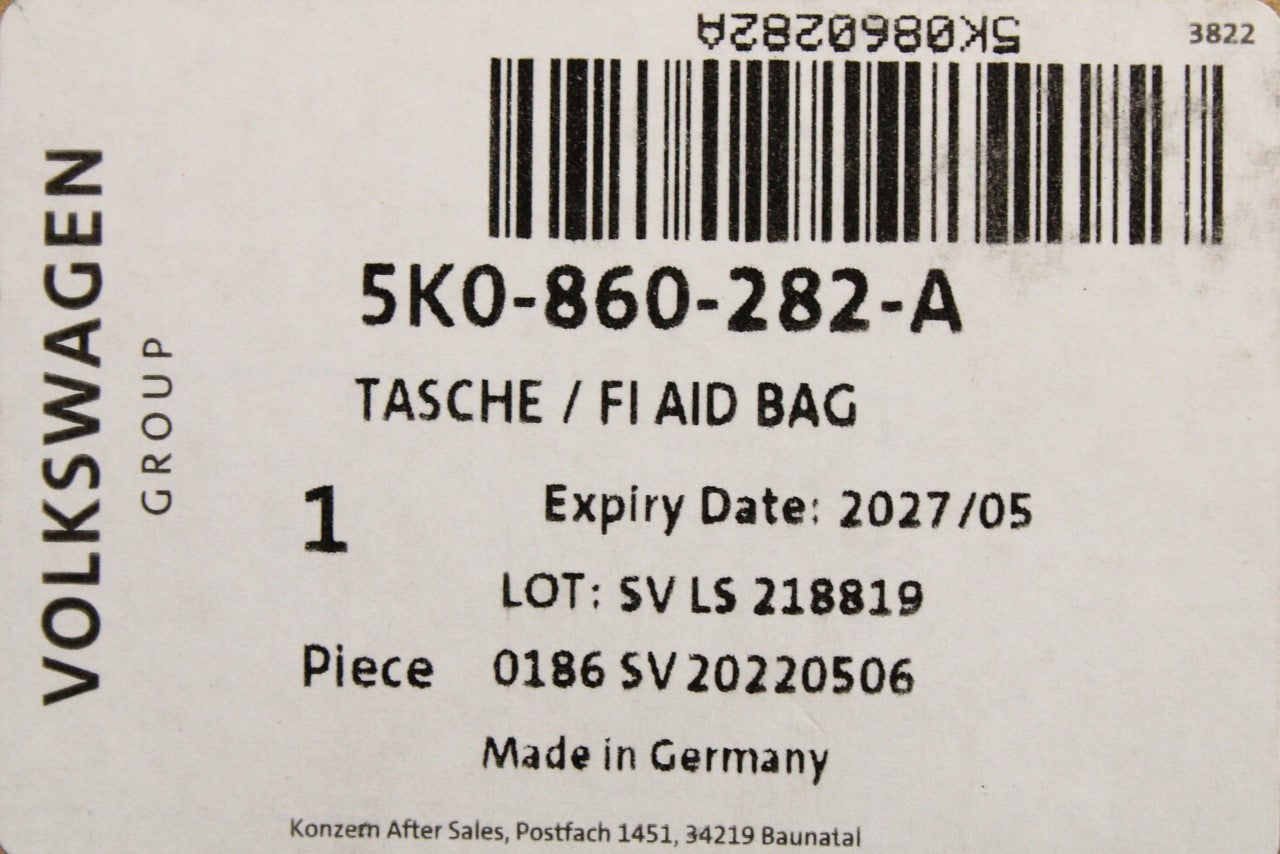 5K0860282A
3822
5K0-860-282-A
TASCHE / FI AID BAG
1
Expiry Date: 2027/05
LOT: SV LS 218819
Piece 0186 SV 20220506
Made in Germany
Konzern After Sales, Postfach 1451, 34219 Baunatal
VOLKSWAGEN
GROUP